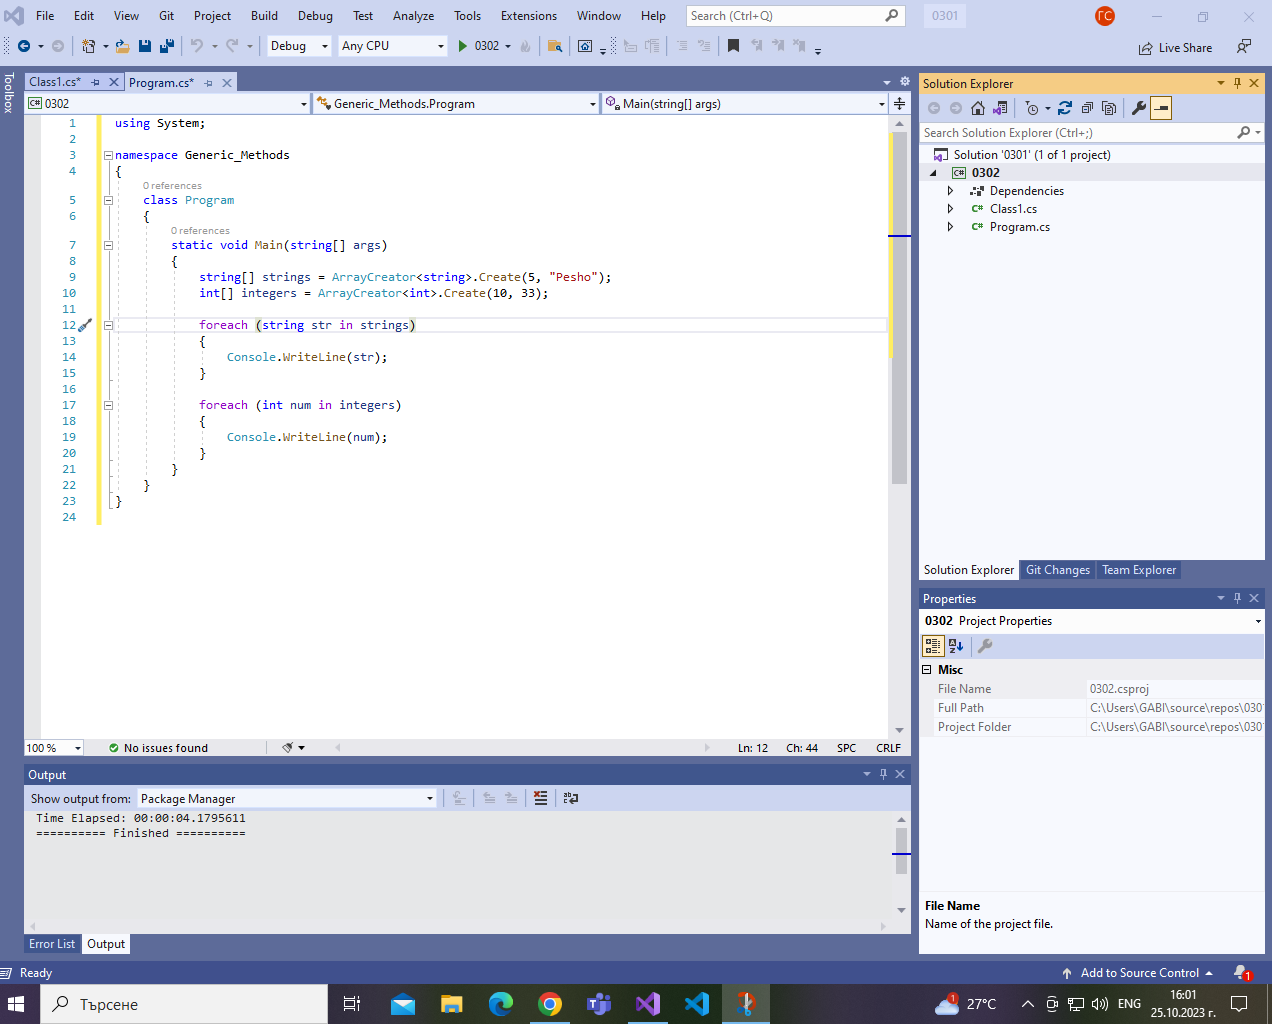 File Edit View Git Project Build Debug Test Analyze Tools Extensions Window Help Search (Ctrl+Q) 0301 ГС
Debug Any CPU 0302 Live Share
Toolbox
Class1.cs* Program.cs*
C# 0302 Generic_Methods.Program Main(string[] args)
1 using System;
2
3 namespace Generic_Methods
4 {
0 references
5 class Program
6 {
0 references
7 static void Main(string[] args)
8 {
9 string[] strings = ArrayCreator<string>.Create(5, "Pesho");
10 int[] integers = ArrayCreator<int>.Create(10, 33);
11
12 foreach (string str in strings)
13 {
14 Console.WriteLine(str);
15 }
16
17 foreach (int num in integers)
18 {
19 Console.WriteLine(num);
20 }
21 }
22 }
23 }
24
100 % No issues found Ln: 12 Ch: 44 SPC CRLF
Output
Show output from: Package Manager
Time Elapsed: 00:00:04.1795611
========== Finished ==========
Error List Output
Solution Explorer
Search Solution Explorer (Ctrl+;)
Solution '0301' (1 of 1 project)
C# 0302
Dependencies
C# Class1.cs
C# Program.cs
Solution Explorer Git Changes Team Explorer
Properties
0302 Project Properties
Misc
File Name 0302.csproj
Full Path C:\Users\GABI\source\repos\030
Project Folder C:\Users\GABI\source\repos\030
File Name
Name of the project file.
Ready Add to Source Control 1
Търсене 1 27°C ENG 16:01
25.10.2023 г.